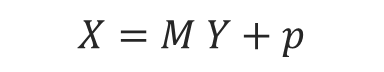 X = M Y + p